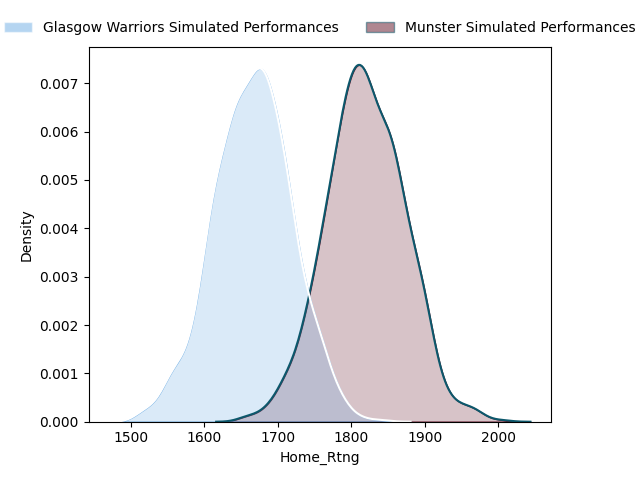 Glasgow Warriors Simulated Performances Munster Simulated Performances
0.007
0.006
0.005
0.004
0.003
0.002
0.001
0.000
Density
1500 1600 1700 1800 1900 2000
Home_Rtng